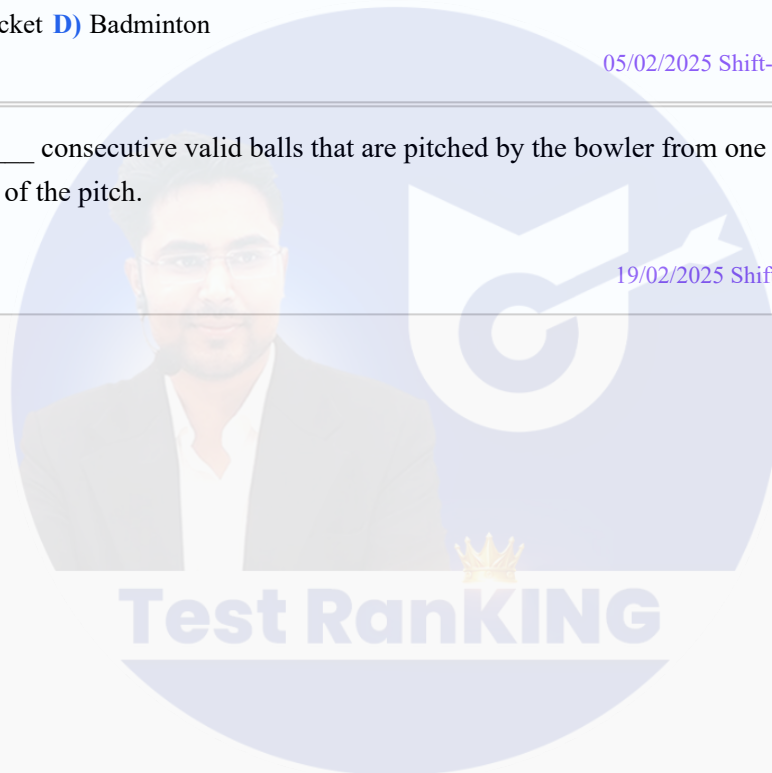 cket D) Badminton
05/02/2025 Shift-
___ consecutive valid balls that are pitched by the bowler from one
of the pitch.
19/02/2025 Shif
Test RanKING